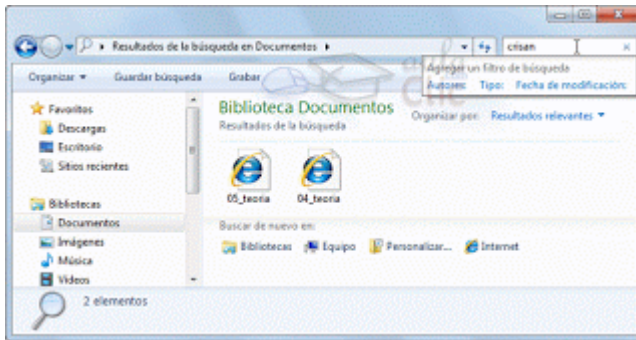 Resultados de la búsqueda en Documentos
crisan
Agregar un filtro de búsqueda
Autores: Tipo: Fecha de modificación:
Organizar Guardar búsqueda Grabar
Favoritos
Descargas
Escritorio
Sitios recientes
Bibliotecas
Documentos
Imágenes
Música
Vídeos
Biblioteca Documentos
Resultados de la búsqueda
Organizar por: Resultados relevantes
05_teoria 04_teoria
Buscar de nuevo en:
Bibliotecas Equipo Personalizar... Internet
2 elementos
aula
clic